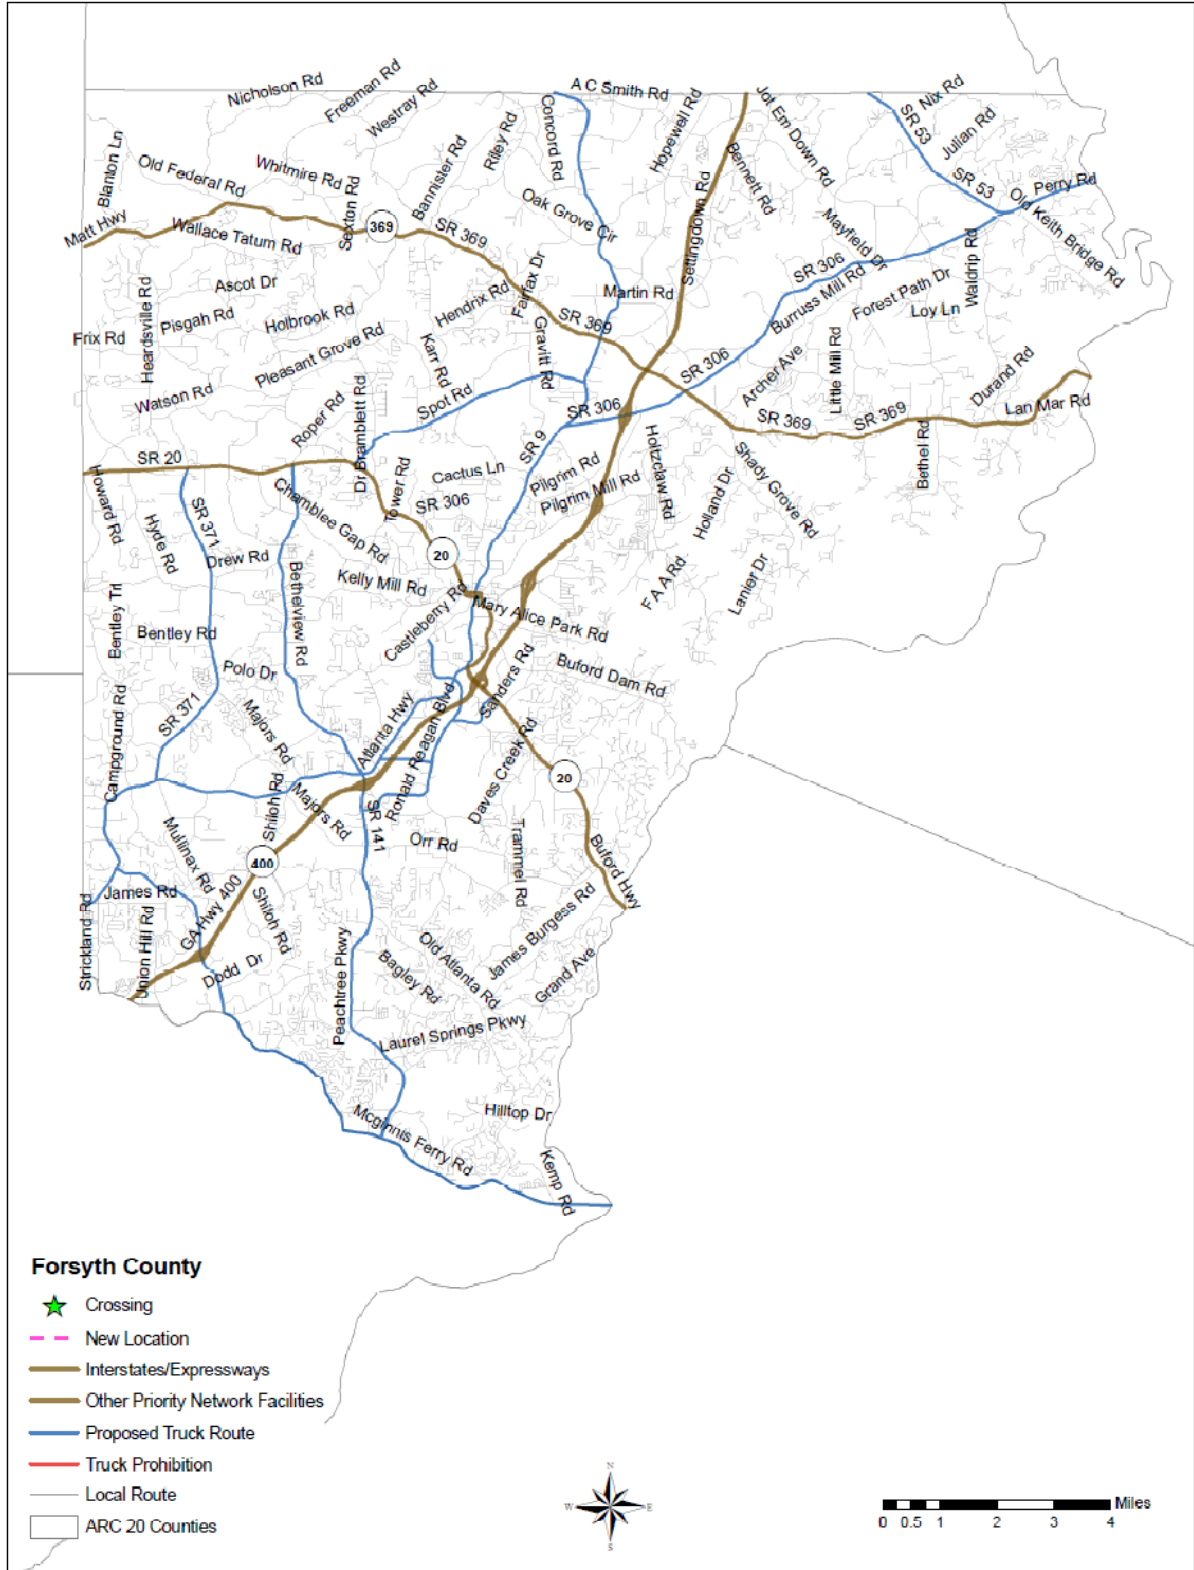 Nicholson Rd
Freeman Rd
Westray Rd
A C Smith Rd
Concord Rd
Hopewell Rd
Jot Em Down Rd
SR 53
Nix Rd
Julian Rd
Blanton Ln
Old Federal Rd
Whitmire Rd
Sexton Rd
Bannister Rd
Riley Rd
Bennett Rd
SR 53
Perry Rd
Old Keith Bridge Rd
Matt Hwy
Wallace Tatum Rd
369
SR 369
Oak Grove Cir
Settingdown Rd
Mayfield Dr
Waldrip Rd
Heardsville Rd
Ascot Dr
Fairfax Dr
Martin Rd
SR 306
Burruss Mill Rd
Forest Path Dr
Loy Ln
Frix Rd
Pisgah Rd
Holbrook Rd
Hendrix Rd
Pleasant Grove Rd
Karr Rd
Gravitt Rd
SR 369
SR 306
Archer Ave
Little Mill Rd
Durand Rd
Watson Rd
Roper Rd
Dr Bramblett Rd
Spot Rd
SR 306
SR 369
SR 369
Lan Mar Rd
SR 20
SR 9
Holtzclaw Rd
Shady Grove Rd
Bethel Rd
Howard Rd
Chamblee Gap Rd
Tower Rd
Cactus Ln
SR 306
Pilgrim Rd
Pilgrim Mill Rd
Holland Dr
Hyde Rd
SR 371
Drew Rd
Kelly Mill Rd
20
F A A Rd
Lanier Dr
Bentley Trl
Bentley Rd
Bethelview Rd
Castleberry Rd
Mary Alice Park Rd
Polo Dr
Buford Dam Rd
Sanders Rd
Campground Rd
SR 371
Majors Rd
Atlanta Hwy
Ronald Reagan Blvd
Daves Creek Rd
20
Shiloh Rd
Majors Rd
SR 141
Orr Rd
Trammel Rd
Buford Hwy
Mullinax Rd
400
James Rd
GA Hwy 400
Shiloh Rd
James Burgess Rd
Strickland Rd
Union Hill Rd
Dodd Dr
Peachtree Pkwy
Bagley Rd
Old Atlanta Rd
Grand Ave
Laurel Springs Pkwy
Hilltop Dr
Mcginnis Ferry Rd
Kemp Rd
Forsyth County
Crossing
New Location
Interstates/Expressways
Other Priority Network Facilities
Proposed Truck Route
Truck Prohibition
Local Route
ARC 20 Counties
N
W
E
S
Miles
0 0.5 1 2 3 4